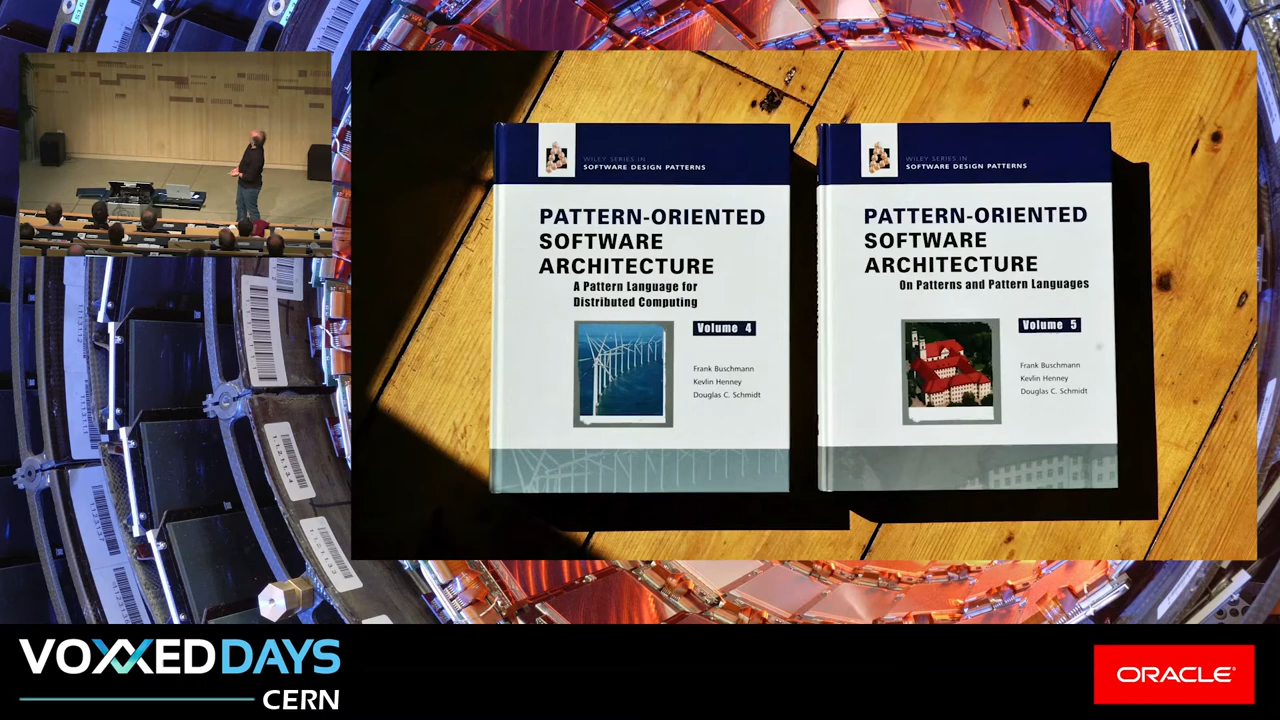 WILEY SERIES IN
SOFTWARE DESIGN PATTERNS
PATTERN-ORIENTED
SOFTWARE
ARCHITECTURE
A Pattern Language for
Distributed Computing
Volume 4
Frank Buschmann
Kevlin Henney
Douglas C. Schmidt
WILEY SERIES IN
SOFTWARE DESIGN PATTERNS
PATTERN-ORIENTED
SOFTWARE
ARCHITECTURE
On Patterns and Pattern Languages
Volume 5
Frank Buschmann
Kevlin Henney
Douglas C. Schmidt
VOXXEDDAYS
CERN
ORACLE